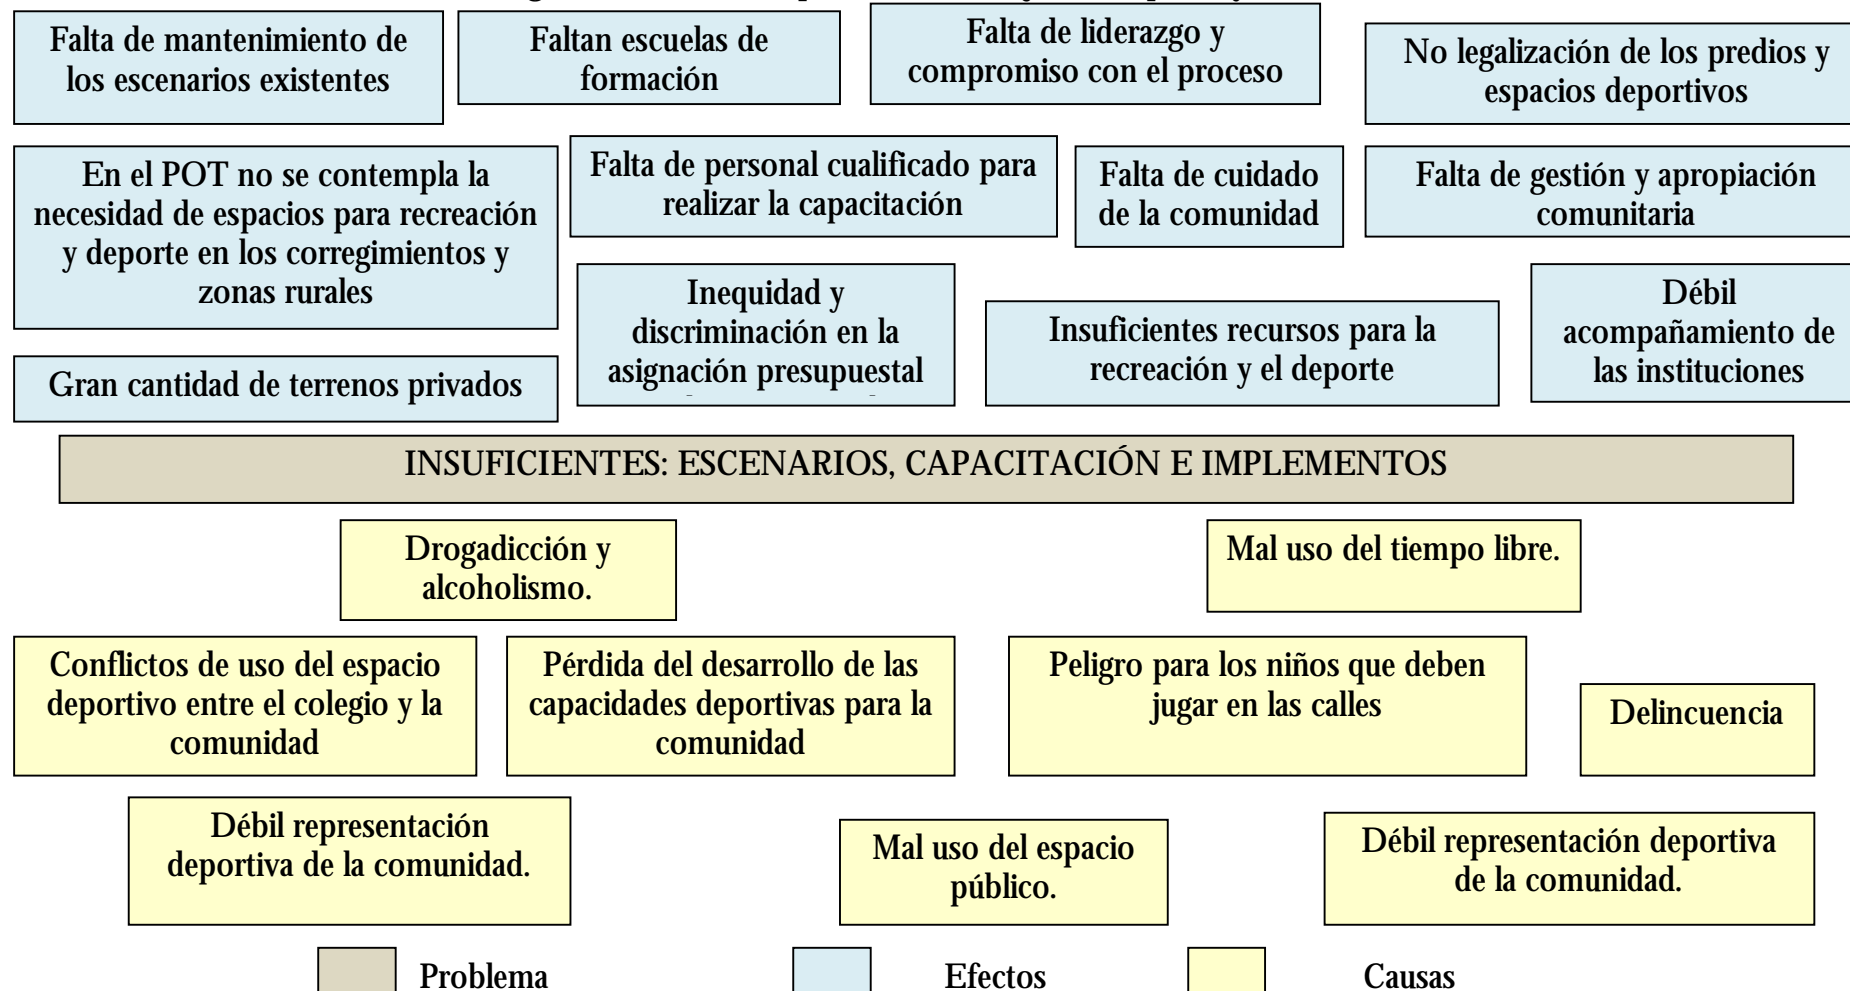 Falta de mantenimiento de
los escenarios existentes
Faltan escuelas de
formación
Falta de liderazgo y
compromiso con el proceso
No legalización de los predios y
espacios deportivos
En el POT no se contempla la
necesidad de espacios para recreación
y deporte en los corregimientos y
zonas rurales
Falta de personal cualificado para
realizar la capacitación
Falta de cuidado
de la comunidad
Falta de gestión y apropiación
comunitaria
Inequidad y
discriminación en la
asignación presupuestal
Insuficientes recursos para la
recreación y el deporte
Débil
acompañamiento de
las instituciones
Gran cantidad de terrenos privados
INSUFICIENTES: ESCENARIOS, CAPACITACIÓN E IMPLEMENTOS
Drogadicción y
alcoholismo.
Mal uso del tiempo libre.
Conflictos de uso del espacio
deportivo entre el colegio y la
comunidad
Pérdida del desarrollo de las
capacidades deportivas para la
comunidad
Peligro para los niños que deben
jugar en las calles
Delincuencia
Débil representación
deportiva de la comunidad.
Mal uso del espacio
público.
Débil representación deportiva
de la comunidad.
Problema
Efectos
Causas